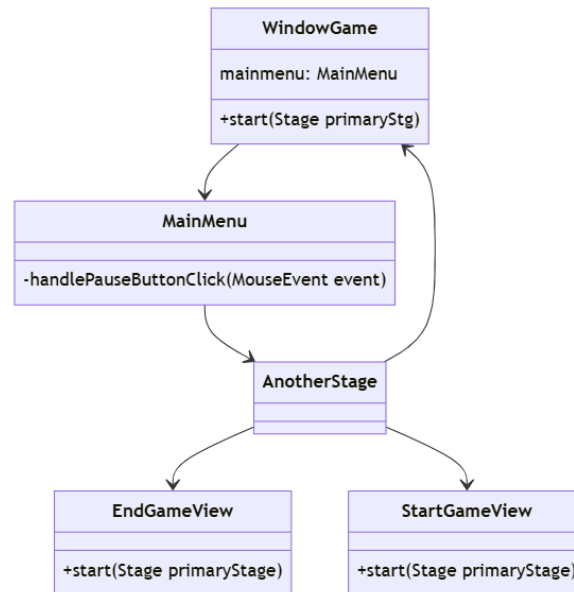 WindowGame
mainmenu: MainMenu
+start(Stage primaryStg)
MainMenu
-handlePauseButtonClick(MouseEvent event)
AnotherStage
EndGameView
+start(Stage primaryStage)
StartGameView
+start(Stage primaryStage)